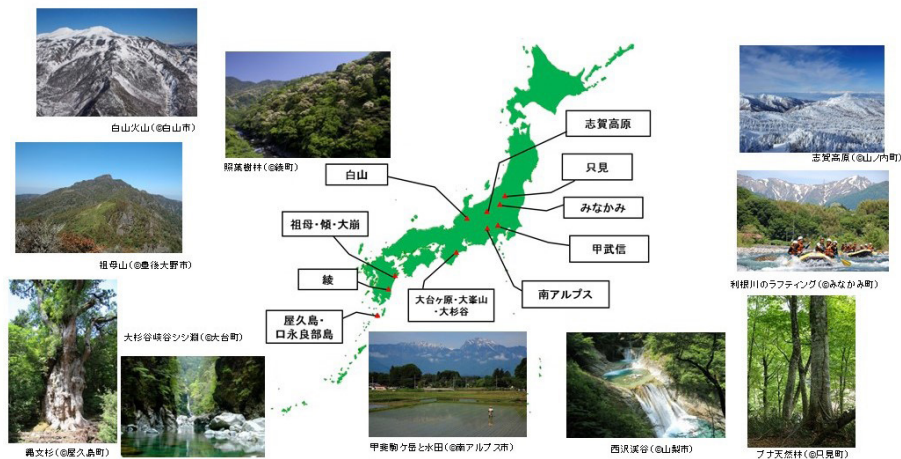 白山火山(©白山市)
照葉樹林(©綾町)
志賀高原(©山ノ内町)
志賀高原
只見
白山
みなかみ
祖母・傾・大崩
甲武信
祖母山(©豊後大野市)
綾
利根川のラフティング(©みなかみ町)
大台ヶ原・大峯山
・大杉谷
南アルプス
屋久島・
口永良部島
大杉谷峡谷シシ淵(©大台町)
縄文杉(©屋久島町)
甲斐駒ケ岳と水田(©南アルプス市)
西沢渓谷(©山梨市)
ブナ天然林(©只見町)